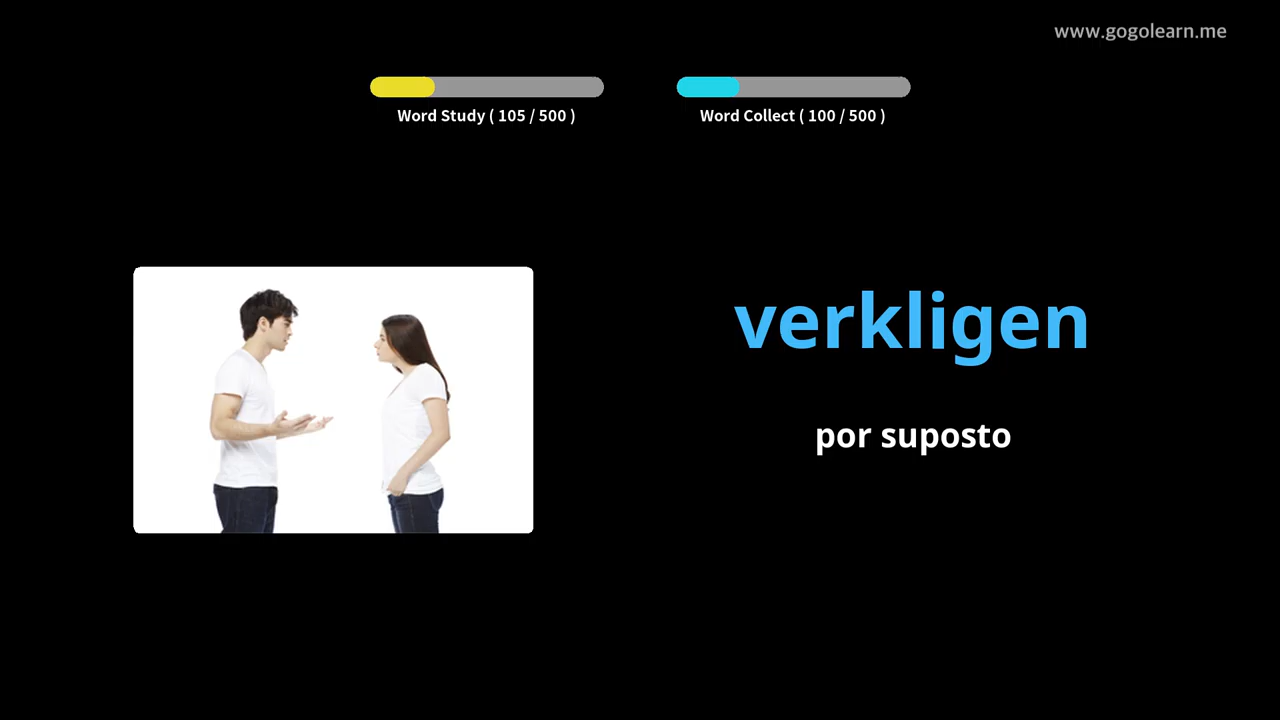 www.gogolearn.me
Word Study ( 105 / 500 )
Word Collect ( 100 / 500 )
verkligen
por suposto